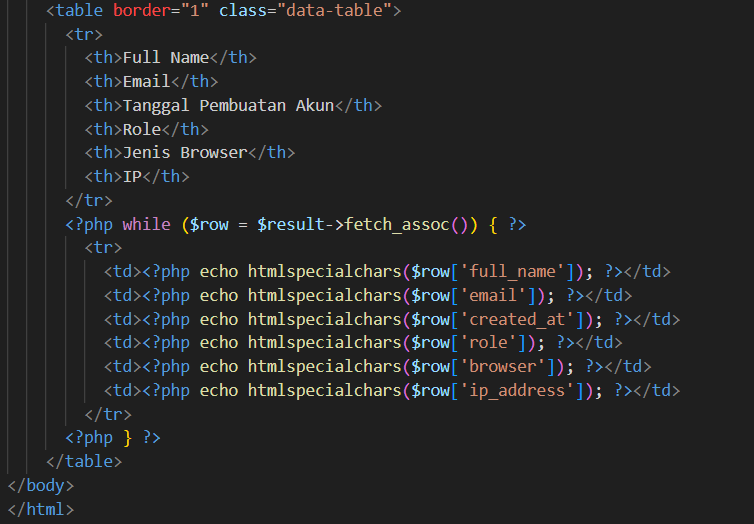 <table border="1" class="data-table">
<tr>
<th>Full Name</th>
<th>Email</th>
<th>Tanggal Pembuatan Akun</th>
<th>Role</th>
<th>Jenis Browser</th>
<th>IP</th>
</tr>
<?php while ($row = $result->fetch_assoc()) { ?>
<tr>
<td><?php echo htmlspecialchars($row['full_name']); ?></td>
<td><?php echo htmlspecialchars($row['email']); ?></td>
<td><?php echo htmlspecialchars($row['created_at']); ?></td>
<td><?php echo htmlspecialchars($row['role']); ?></td>
<td><?php echo htmlspecialchars($row['browser']); ?></td>
<td><?php echo htmlspecialchars($row['ip_address']); ?></td>
</tr>
<?php } ?>
</table>
</body>
</html>